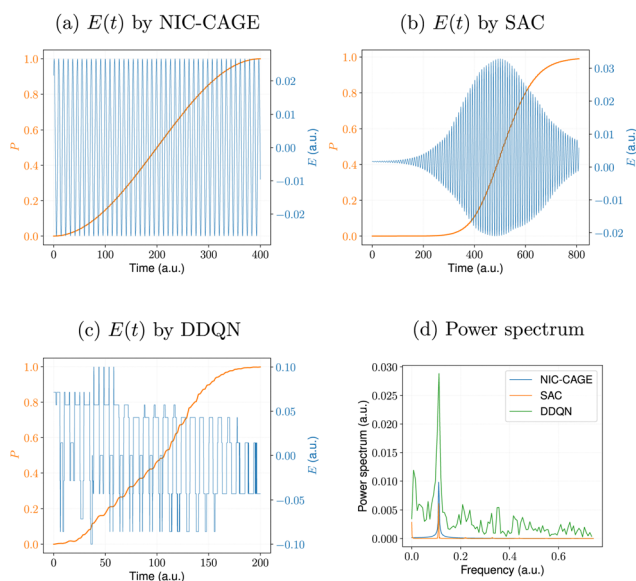 (a) E(t) by NIC-CAGE
(b) E(t) by SAC
1.0
0.8
0.6
0.4
0.2
0.0
P
0.02
0.01
0.00
−0.01
−0.02
E (a.u.)
0 100 200 300 400
Time (a.u.)
1.0
0.8
0.6
0.4
0.2
0.0
P
0.03
0.02
0.01
0.00
−0.01
−0.02
E (a.u.)
0 200 400 600 800
Time (a.u.)
(c) E(t) by DDQN
(d) Power spectrum
1.0
0.8
0.6
0.4
0.2
0.0
P
0.10
0.05
0.00
−0.05
−0.10
E (a.u.)
0 50 100 150 200
Time (a.u.)
0.030
0.025
0.020
0.015
0.010
0.005
0.000
Power spectrum (a.u.)
NIC-CAGE
SAC
DDQN
0.0 0.2 0.4 0.6
Frequency (a.u.)